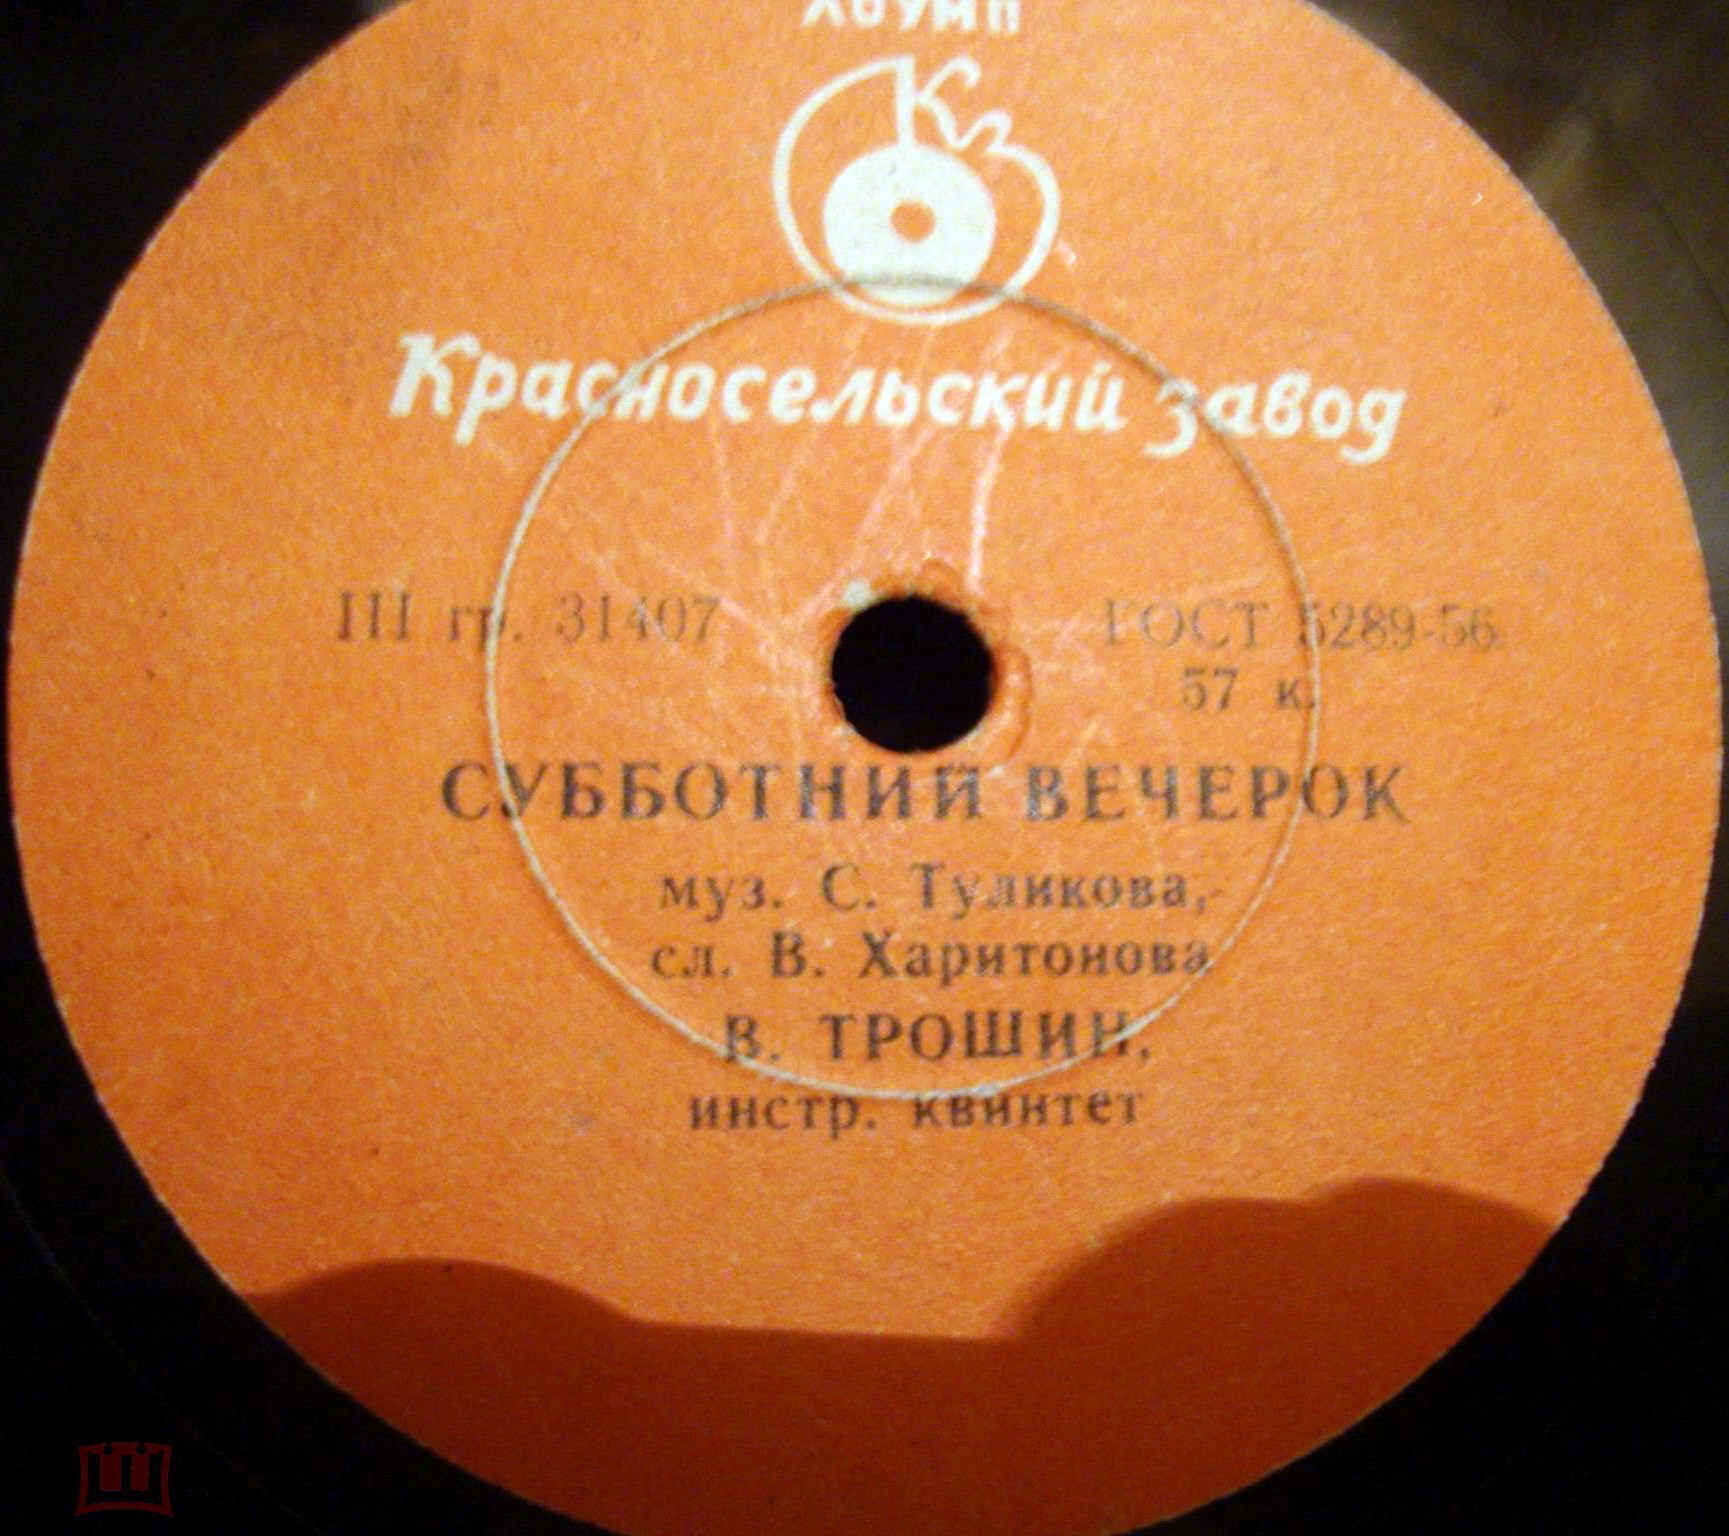 Кз
Красносельский завод
III гр. 31407
ГОСТ 5289-56
57 к.
СУББОТНИЙ ВЕЧЕРОК
муз. С. Туликова,
сл. В. Харитонова
В. ТРОШИН,
инстр. квинтет